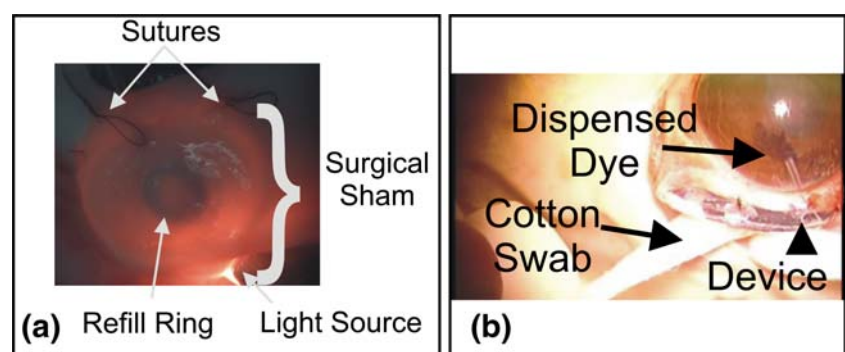 Sutures
Surgical
Sham
Refill Ring
Light Source
(a)
Dispensed
Dye
Cotton
Swab
Device
(b)